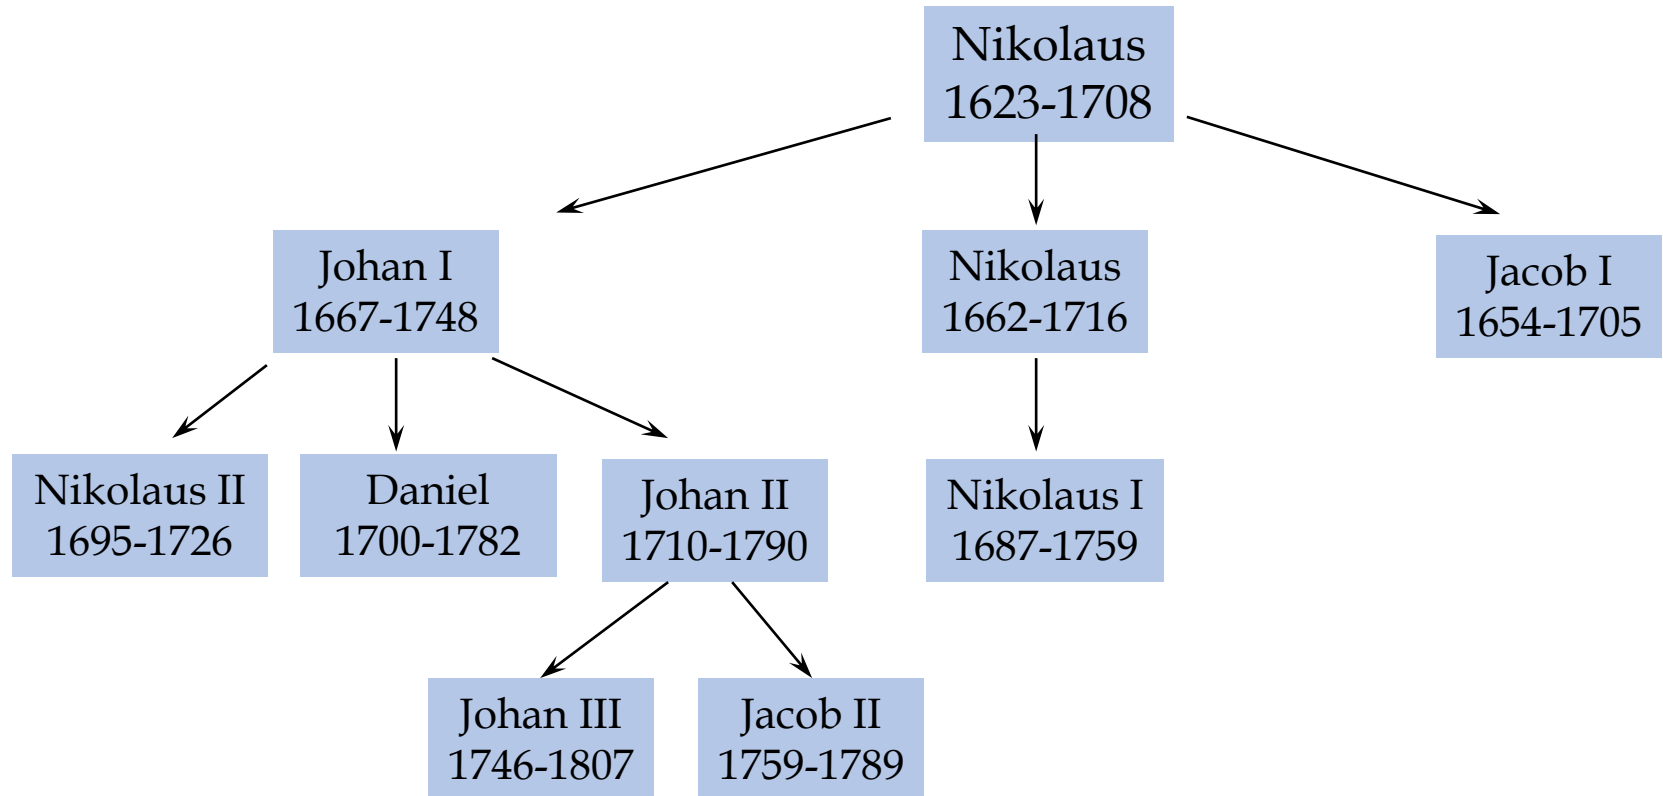 Nikolaus
1623-1708
Johan I
1667-1748
Nikolaus
1662-1716
Jacob I
1654-1705
Nikolaus II
1695-1726
Daniel
1700-1782
Johan II
1710-1790
Nikolaus I
1687-1759
Johan III
1746-1807
Jacob II
1759-1789